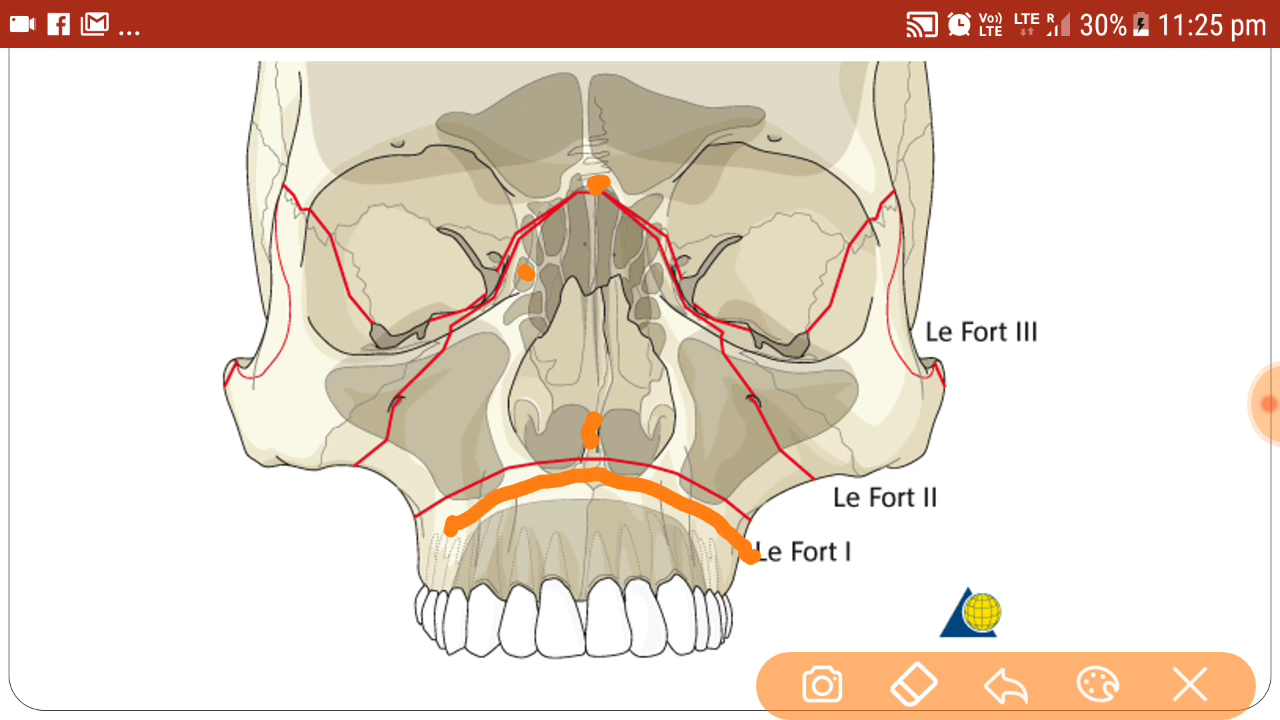 ... Vo)) LTE LTE R 30% 11:25 pm
Le Fort III
Le Fort II
Le Fort I